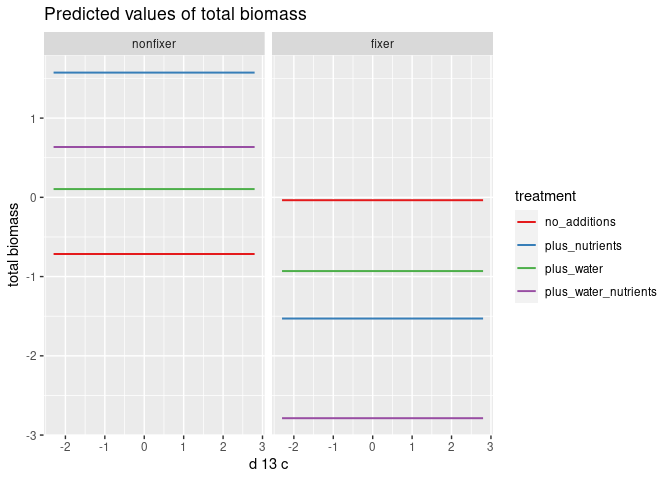 Predicted values of total biomass
nonfixer
fixer
total biomass
1
0
-1
-2
-3
-2 -1 0 1 2 3
-2 -1 0 1 2 3
d 13 c
treatment
no_additions
plus_nutrients
plus_water
plus_water_nutrients